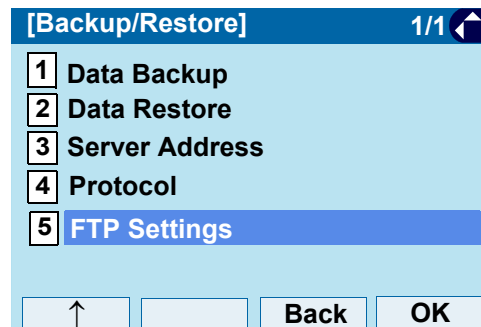 [Backup/Restore] 1/1
1 Data Backup
2 Data Restore
3 Server Address
4 Protocol
5 FTP Settings
↑ Back OK